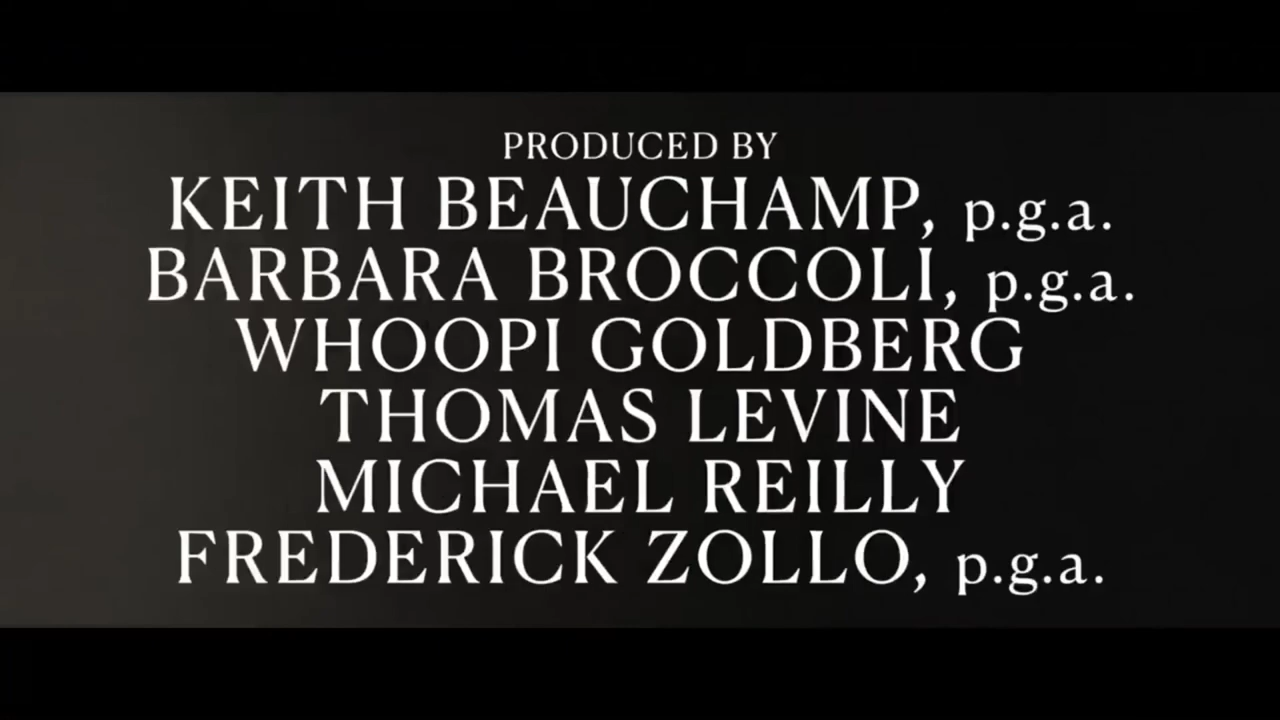 PRODUCED BY
KEITH BEAUCHAMP, p.g.a.
BARBARA BROCCOLI, p.g.a.
WHOOPI GOLDBERG
THOMAS LEVINE
MICHAEL REILLY
FREDERICK ZOLLO, p.g.a.